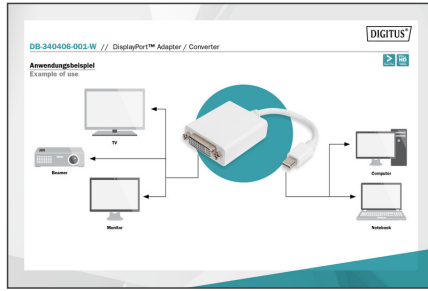 DIGITUS®
DB-340406-001-W // DisplayPort™ Adapter / Converter
Anwendungsbeispiel
Example of use
HD
TV
Beamer
Monitor
Computer
Notebook